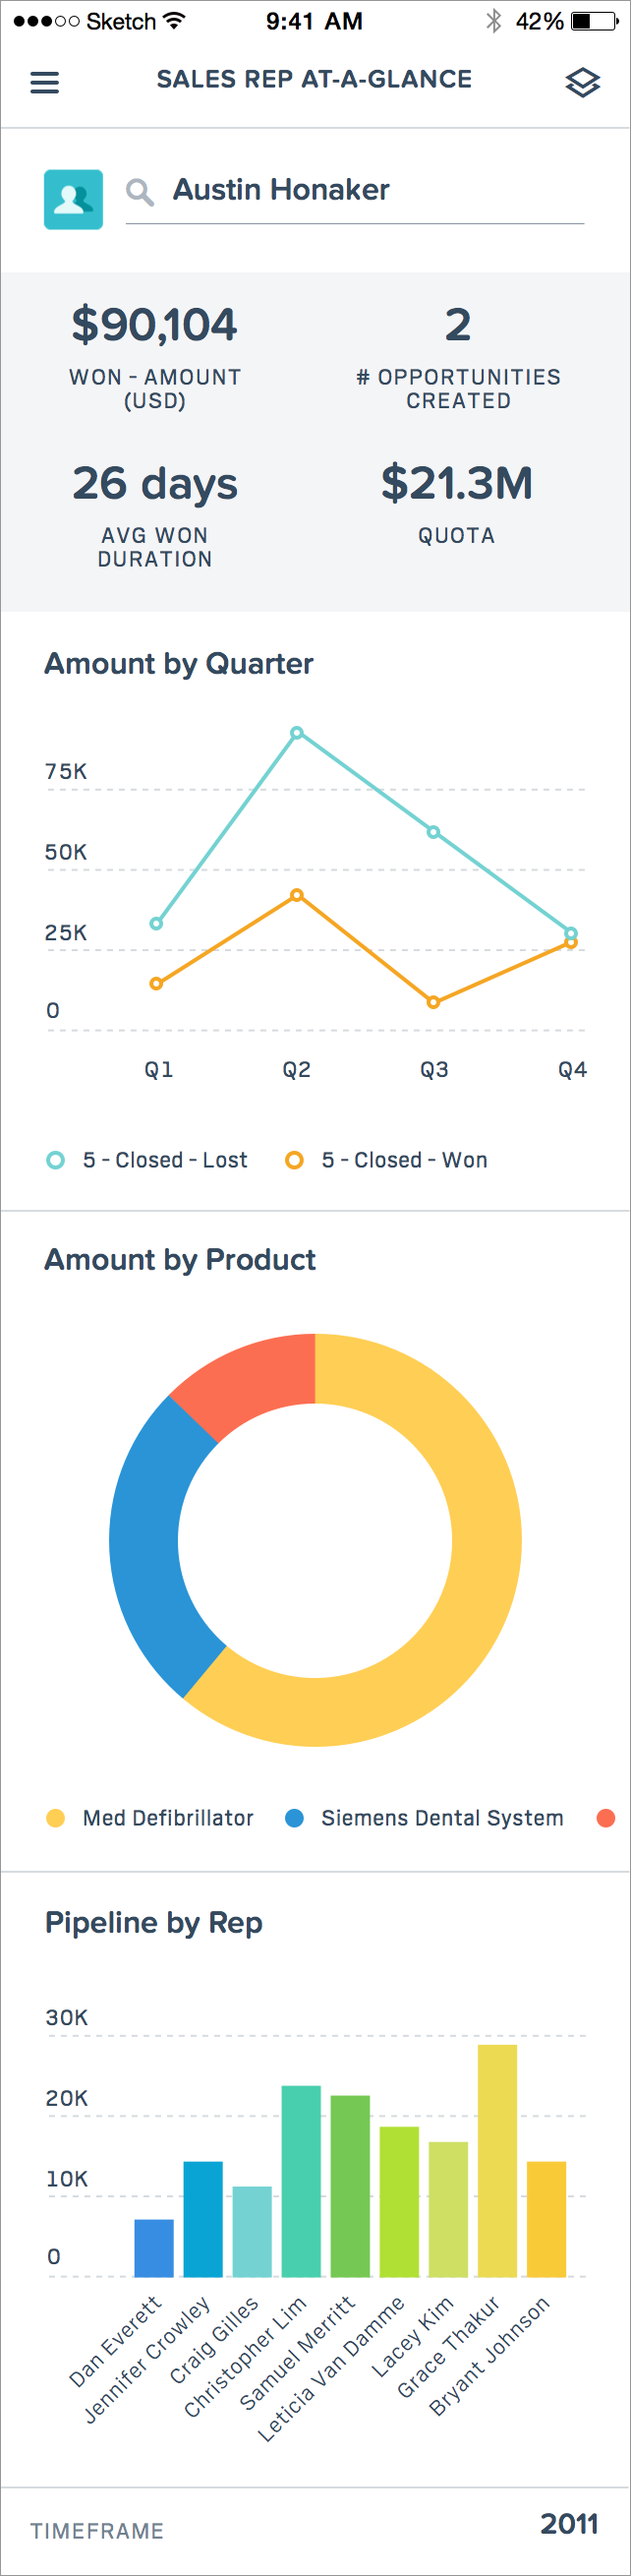 Sketch 9:41 AM 42%
SALES REP AT-A-GLANCE
Austin Honaker
$90,104 2
WON - AMOUNT # OPPORTUNITIES
(USD) CREATED
26 days $21.3M
AVG WON QUOTA
DURATION
Amount by Quarter
75K
50K
25K
0
Q1 Q2 Q3 Q4
5 - Closed - Lost 5 - Closed - Won
Amount by Product
Med Defibrillator Siemens Dental System
Pipeline by Rep
30K
20K
10K
0
Dan Everett
Jennifer Crowley
Craig Gilles
Christopher Lim
Samuel Merritt
Leticia Van Damme
Lacey Kim
Grace Thakur
Bryant Johnson
TIMEFRAME 2011